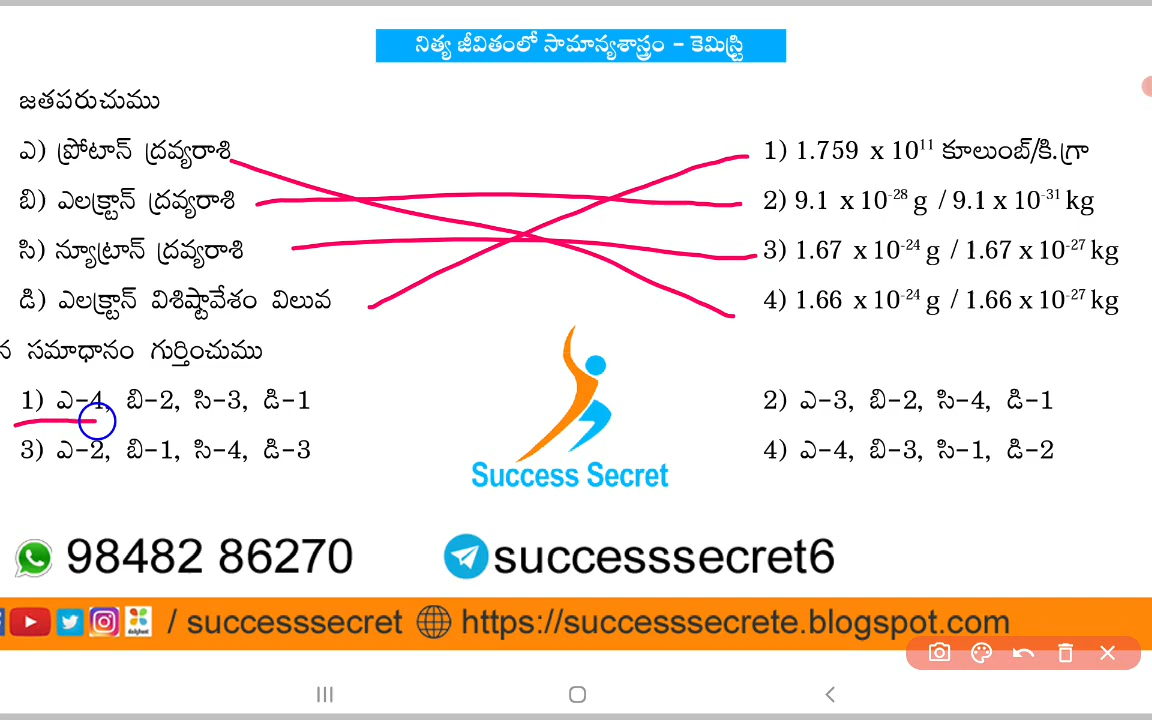 నిత్య జీవితంలో సామాన్యశాస్త్రం - కెమిస్ట్రీ
జతపరుచుము
ఎ) ప్రోటాన్ ద్రవ్యరాశి 1) 1.759 x 10¹¹ కూలుంబ్/కి.గ్రా
బి) ఎలక్ట్రాన్ ద్రవ్యరాశి 2) 9.1 x 10⁻²⁸ g / 9.1 x 10⁻³¹ kg
సి) న్యూట్రాన్ ద్రవ్యరాశి 3) 1.67 x 10⁻²⁴ g / 1.67 x 10⁻²⁷ kg
డి) ఎలక్ట్రాన్ విశిష్టావేశం విలువ 4) 1.66 x 10⁻²⁴ g / 1.66 x 10⁻²⁷ kg
న సమాధానం గుర్తించుము
1) ఎ-4, బి-2, సి-3, డి-1 2) ఎ-3, బి-2, సి-4, డి-1
3) ఎ-2, బి-1, సి-4, డి-3 4) ఎ-4, బి-3, సి-1, డి-2
Success Secret
98482 86270 successsecret6
/ successsecret https://successsecrete.blogspot.com